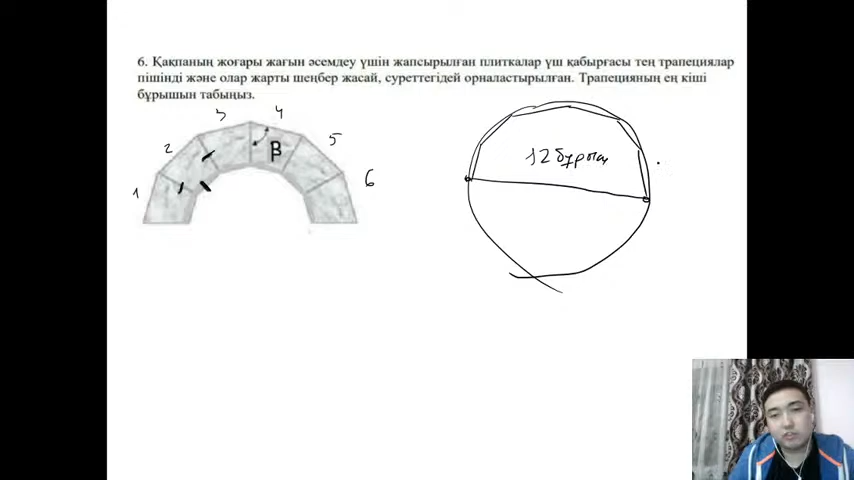 6. Қақпаның жоғары жағын әсемдеу үшін жапсырылған плиткалар үш қабырғасы тең трапециялар
пішінді және олар жарты шеңбер жасай, суреттегідей орналастырылған. Трапецияның ең кіші
бұрышын табыңыз.
3
4
2
5
β
6
1
12 бұрыш